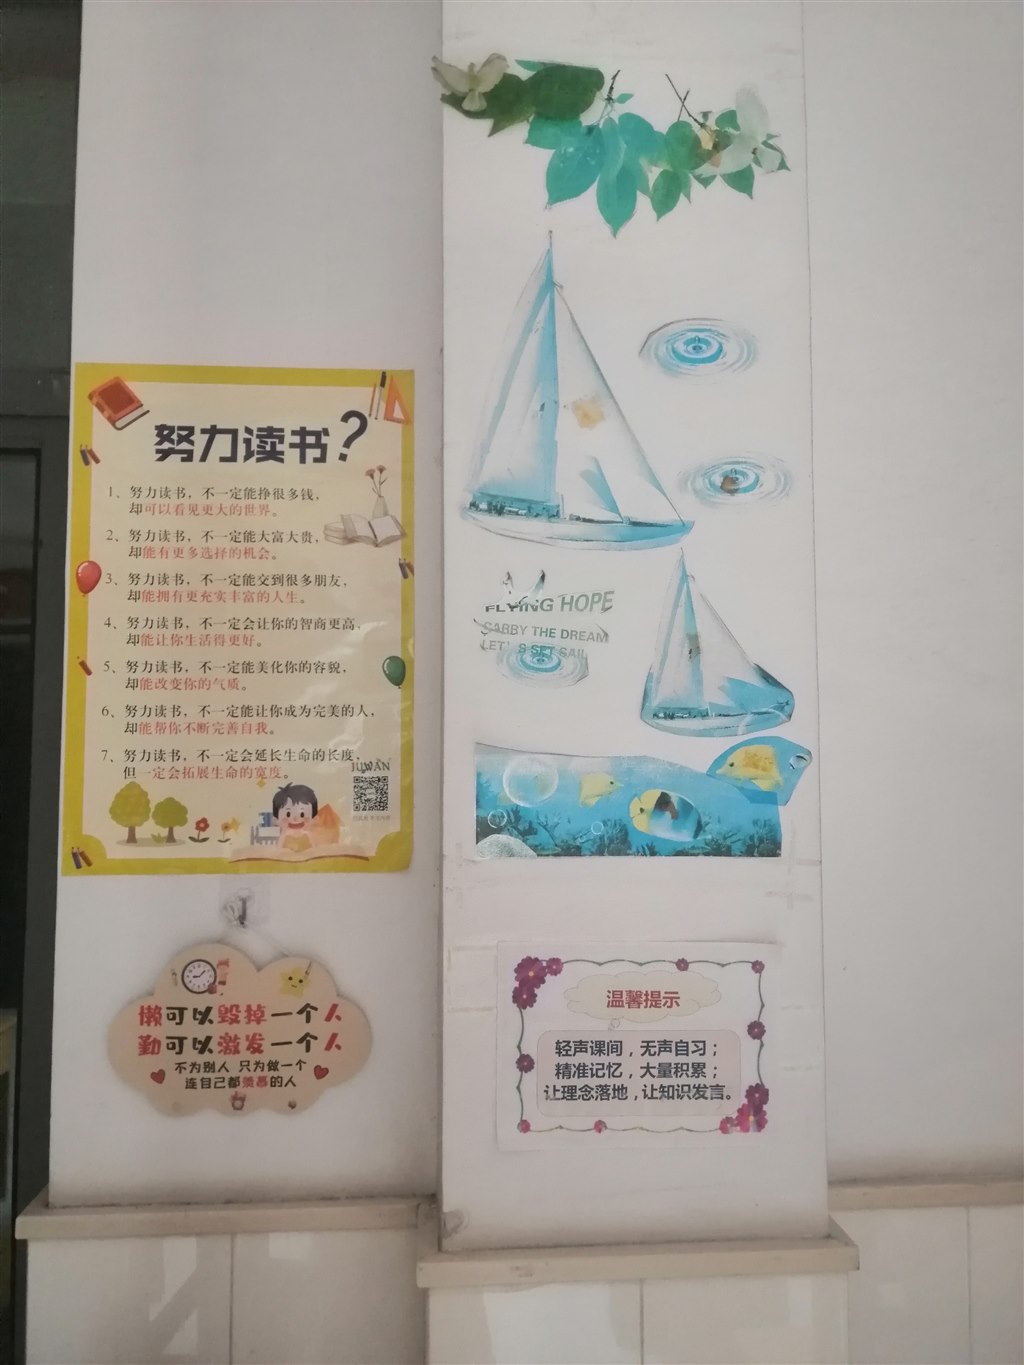 努力读书?
1、努力读书，不一定能挣很多钱，
却可以看见更大的世界。
2、努力读书，不一定能大富大贵，
却能有更多选择的机会。
3、努力读书，不一定能交到很多朋友，
却能拥有更充实丰富的人生。
4、努力读书，不一定会让你的智商更高，
却能让你生活得更好。
5、努力读书，不一定能美化你的容貌，
却能改变你的气质。
6、努力读书，不一定能让你成为完美的人，
却能帮你不断完善自我。
7、努力读书，不一定会延长生命的长度，
但一定会拓展生命的宽度。
JUWAN
懒可以毁掉一个人
勤可以激发一个人
不为别人 只为做一个
连自己都羡慕的人
FLYING HOPE
CARRY THE DREAM
LET'S SET SAIL
温馨提示
轻声课间，无声自习；
精准记忆，大量积累；
让理念落地，让知识发言。